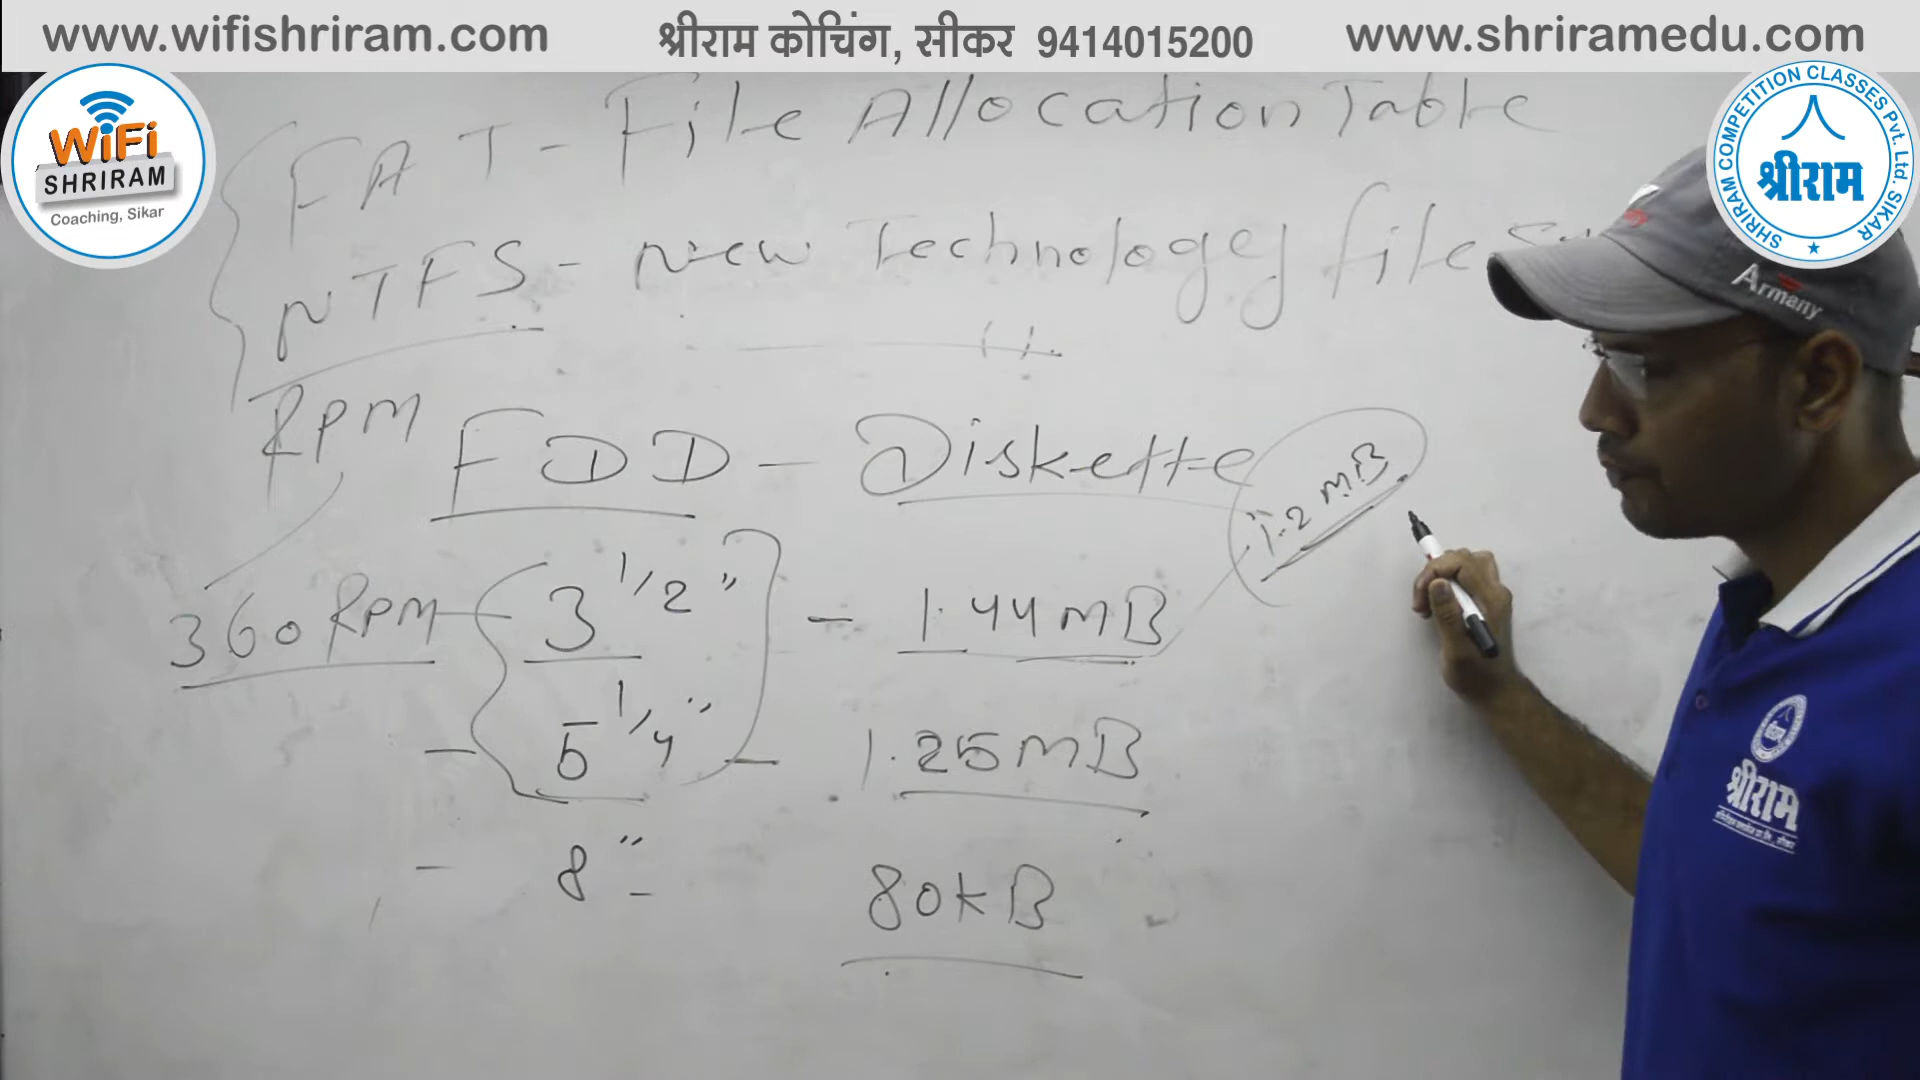 www.wifishriram.com श्रीराम कोचिंग, सीकर 9414015200 www.shriramedu.com
WiFi
SHRIRAM
Coaching, Sikar
SHRIRAM COMPETITION CLASSES Pvt. Ltd. SIKAR
श्रीराम
FAT - File Allocation Table
NTFS - New Technology file
Armany
RPM
FDD - Diskette
1.2 MB
360 RPM - 3 1/2" - 1.44 MB
- 5 1/4" - 1.25 MB
- 8" - 80KB
श्रीराम